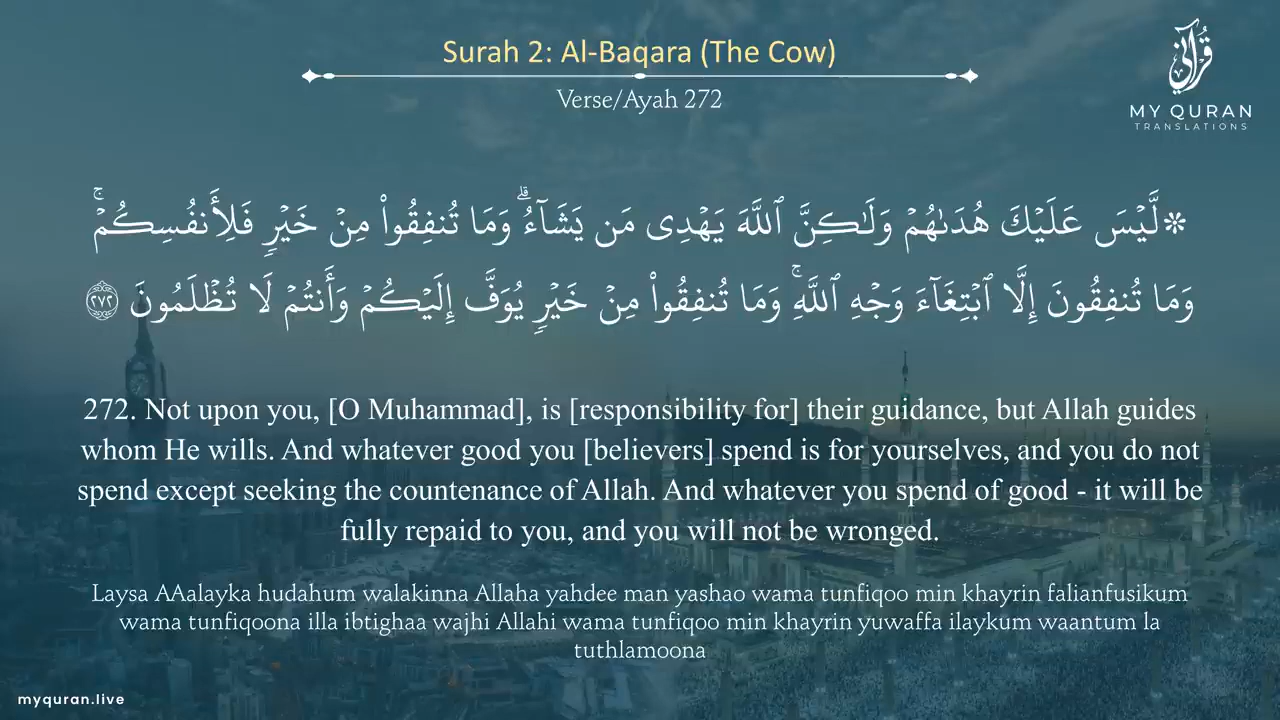 Surah 2: Al-Baqara (The Cow)
Verse/Ayah 272
قرآني
MY QURAN
TRANSLATIONS
۞لَّيۡسَ عَلَيۡكَ هُدَىٰهُمۡ وَلَٰكِنَّ ٱللَّهَ يَهۡدِى مَن يَشَآءُۗ وَمَا تُنفِقُواْ مِنۡ خَيۡرٍ فَلِأَنفُسِكُمۡۚ
وَمَا تُنفِقُونَ إِلَّا ٱبۡتِغَآءَ وَجۡهِ ٱللَّهِۚ وَمَا تُنفِقُواْ مِنۡ خَيۡرٍ يُوَفَّ إِلَيۡكُمۡ وَأَنتُمۡ لَا تُظۡلَمُونَ ٢٧٢
272. Not upon you, [O Muhammad], is [responsibility for] their guidance, but Allah guides
whom He wills. And whatever good you [believers] spend is for yourselves, and you do not
spend except seeking the countenance of Allah. And whatever you spend of good - it will be
fully repaid to you, and you will not be wronged.
Laysa AAalayka hudahum walakinna Allaha yahdee man yashao wama tunfiqoo min khayrin falianfusikum
wama tunfiqoona illa ibtighaa wajhi Allahi wama tunfiqoo min khayrin yuwaffa ilaykum waantum la
tuthlamoona
myquran.live